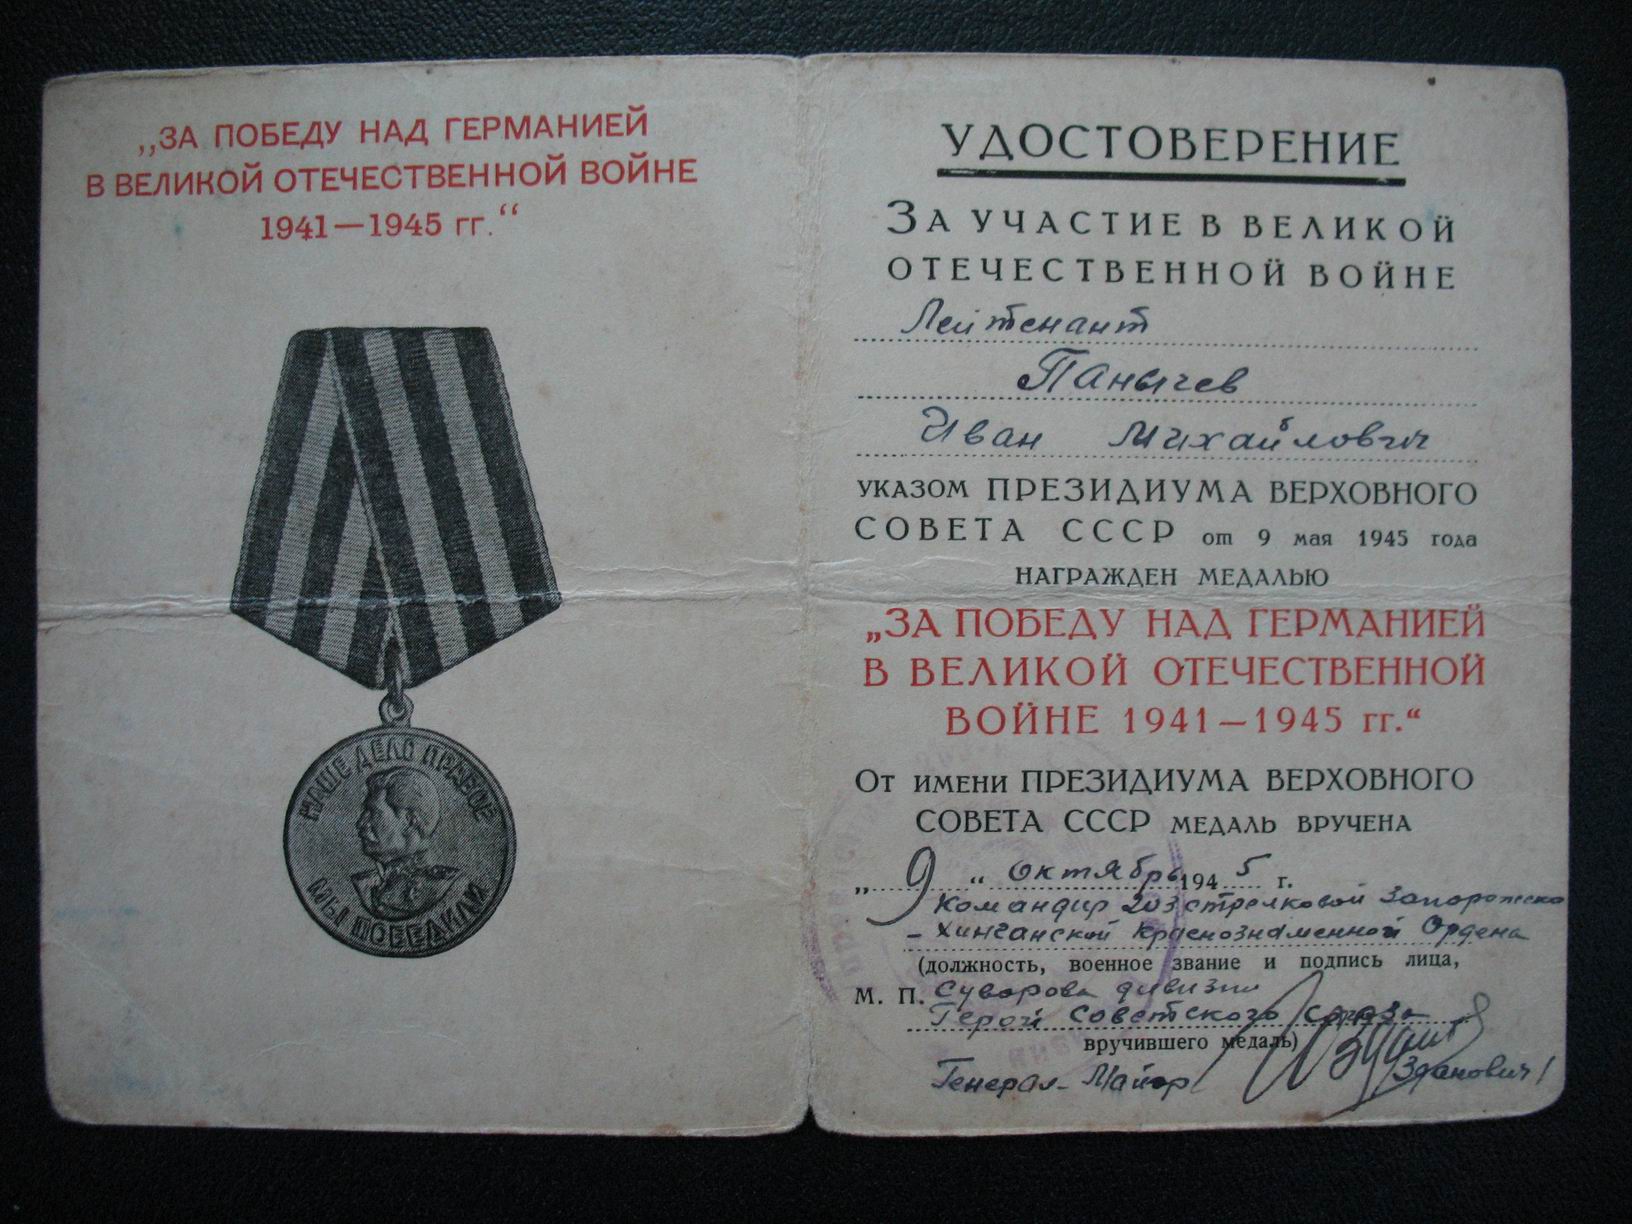 „ЗА ПОБЕДУ НАД ГЕРМАНИЕЙ
В ВЕЛИКОЙ ОТЕЧЕСТВЕННОЙ ВОЙНЕ
1941—1945 гг.“
НАШЕ ДЕЛО ПРАВОЕ
МЫ ПОБЕДИЛИ
УДОСТОВЕРЕНИЕ
ЗА УЧАСТИЕ В ВЕЛИКОЙ
ОТЕЧЕСТВЕННОЙ ВОЙНЕ
Лейтенант
Панычев
Иван Михайлович
УКАЗОМ ПРЕЗИДИУМА ВЕРХОВНОГО
СОВЕТА СССР от 9 мая 1945 года
НАГРАЖДЕН МЕДАЛЬЮ
„ЗА ПОБЕДУ НАД ГЕРМАНИЕЙ
В ВЕЛИКОЙ ОТЕЧЕСТВЕННОЙ
ВОЙНЕ 1941—1945 гг.“
ОТ ИМЕНИ ПРЕЗИДИУМА ВЕРХОВНОГО
СОВЕТА СССР МЕДАЛЬ ВРУЧЕНА
„9“ октябрь 1945 г.
Командир 203 стрелковой Запорожско
-Хинганской Краснознаменной Ордена
(должность, военное звание и подпись лица,
М. П. Суворова дивизии
Герой Советского Союза
вручившего медаль)
Генерал-Майор Зданович/